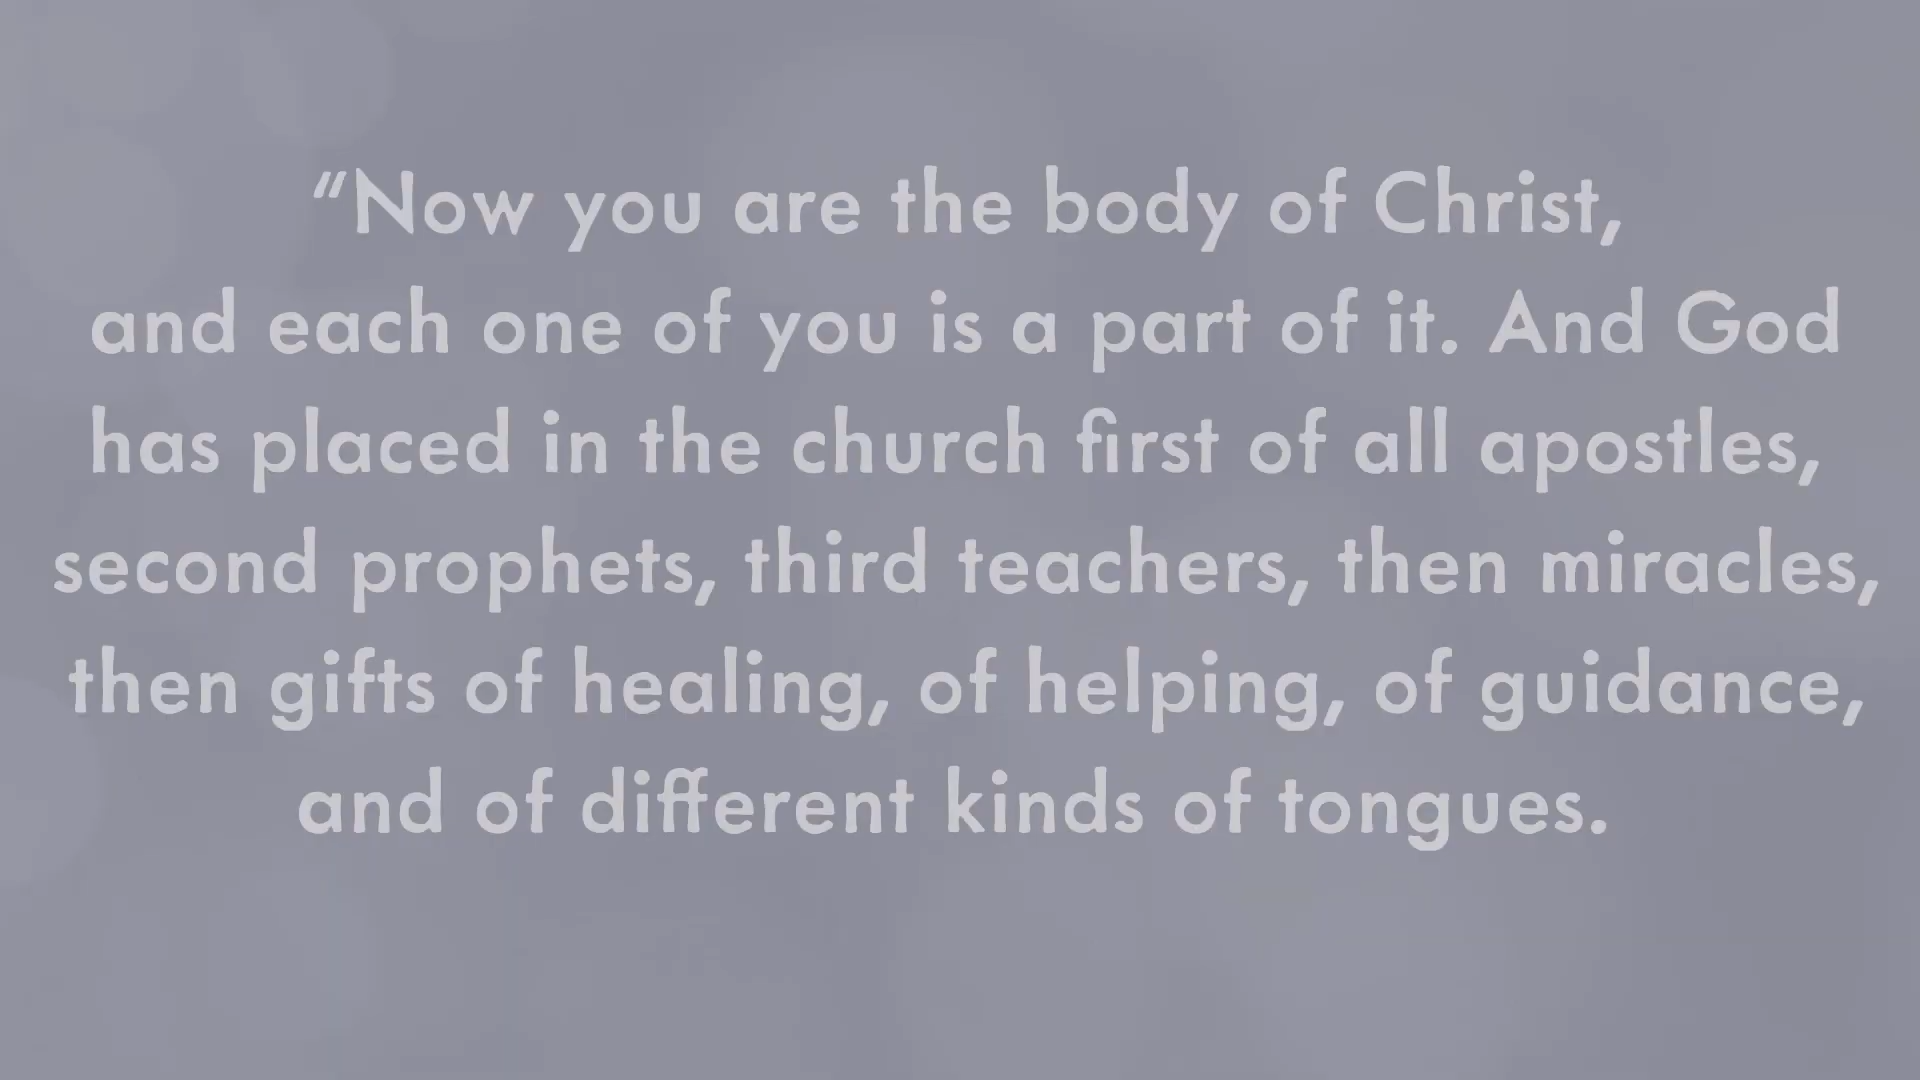 “Now you are the body of Christ,
and each one of you is a part of it. And God
has placed in the church first of all apostles,
second prophets, third teachers, then miracles,
then gifts of healing, of helping, of guidance,
and of different kinds of tongues.